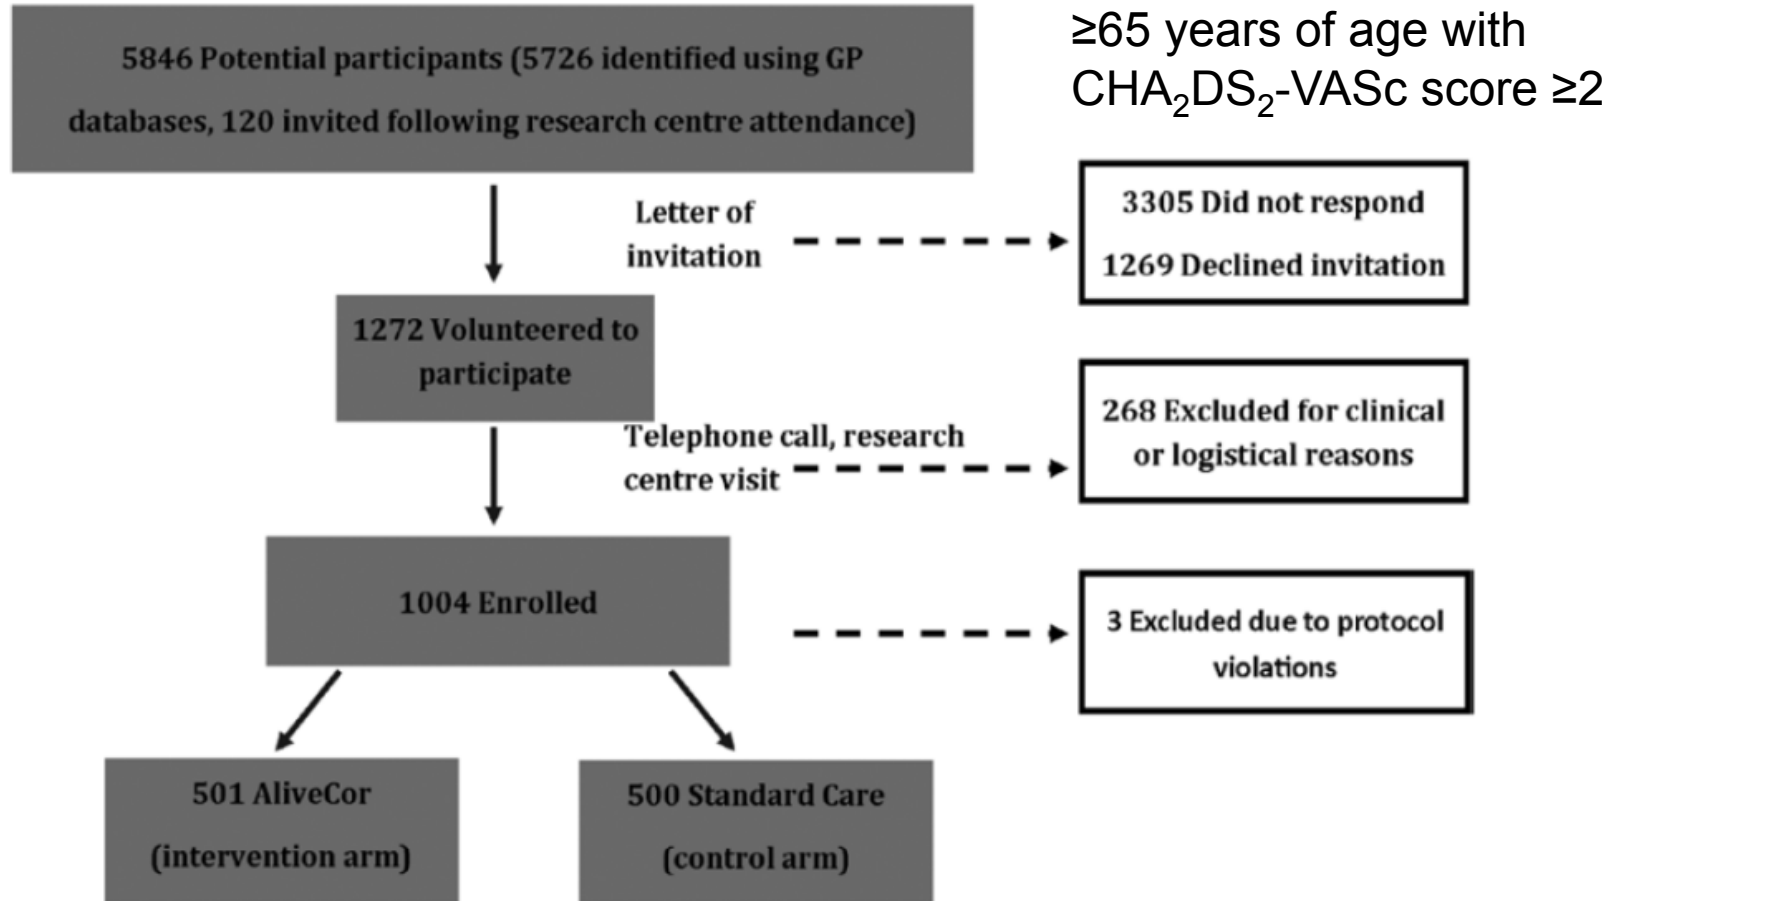 5846 Potential participants (5726 identified using GP
databases, 120 invited following research centre attendance)
≥65 years of age with
CHA₂DS₂-VASc score ≥2
Letter of
invitation
3305 Did not respond
1269 Declined invitation
1272 Volunteered to
participate
Telephone call, research
centre visit
268 Excluded for clinical
or logistical reasons
1004 Enrolled
3 Excluded due to protocol
violations
501 AliveCor
(intervention arm)
500 Standard Care
(control arm)